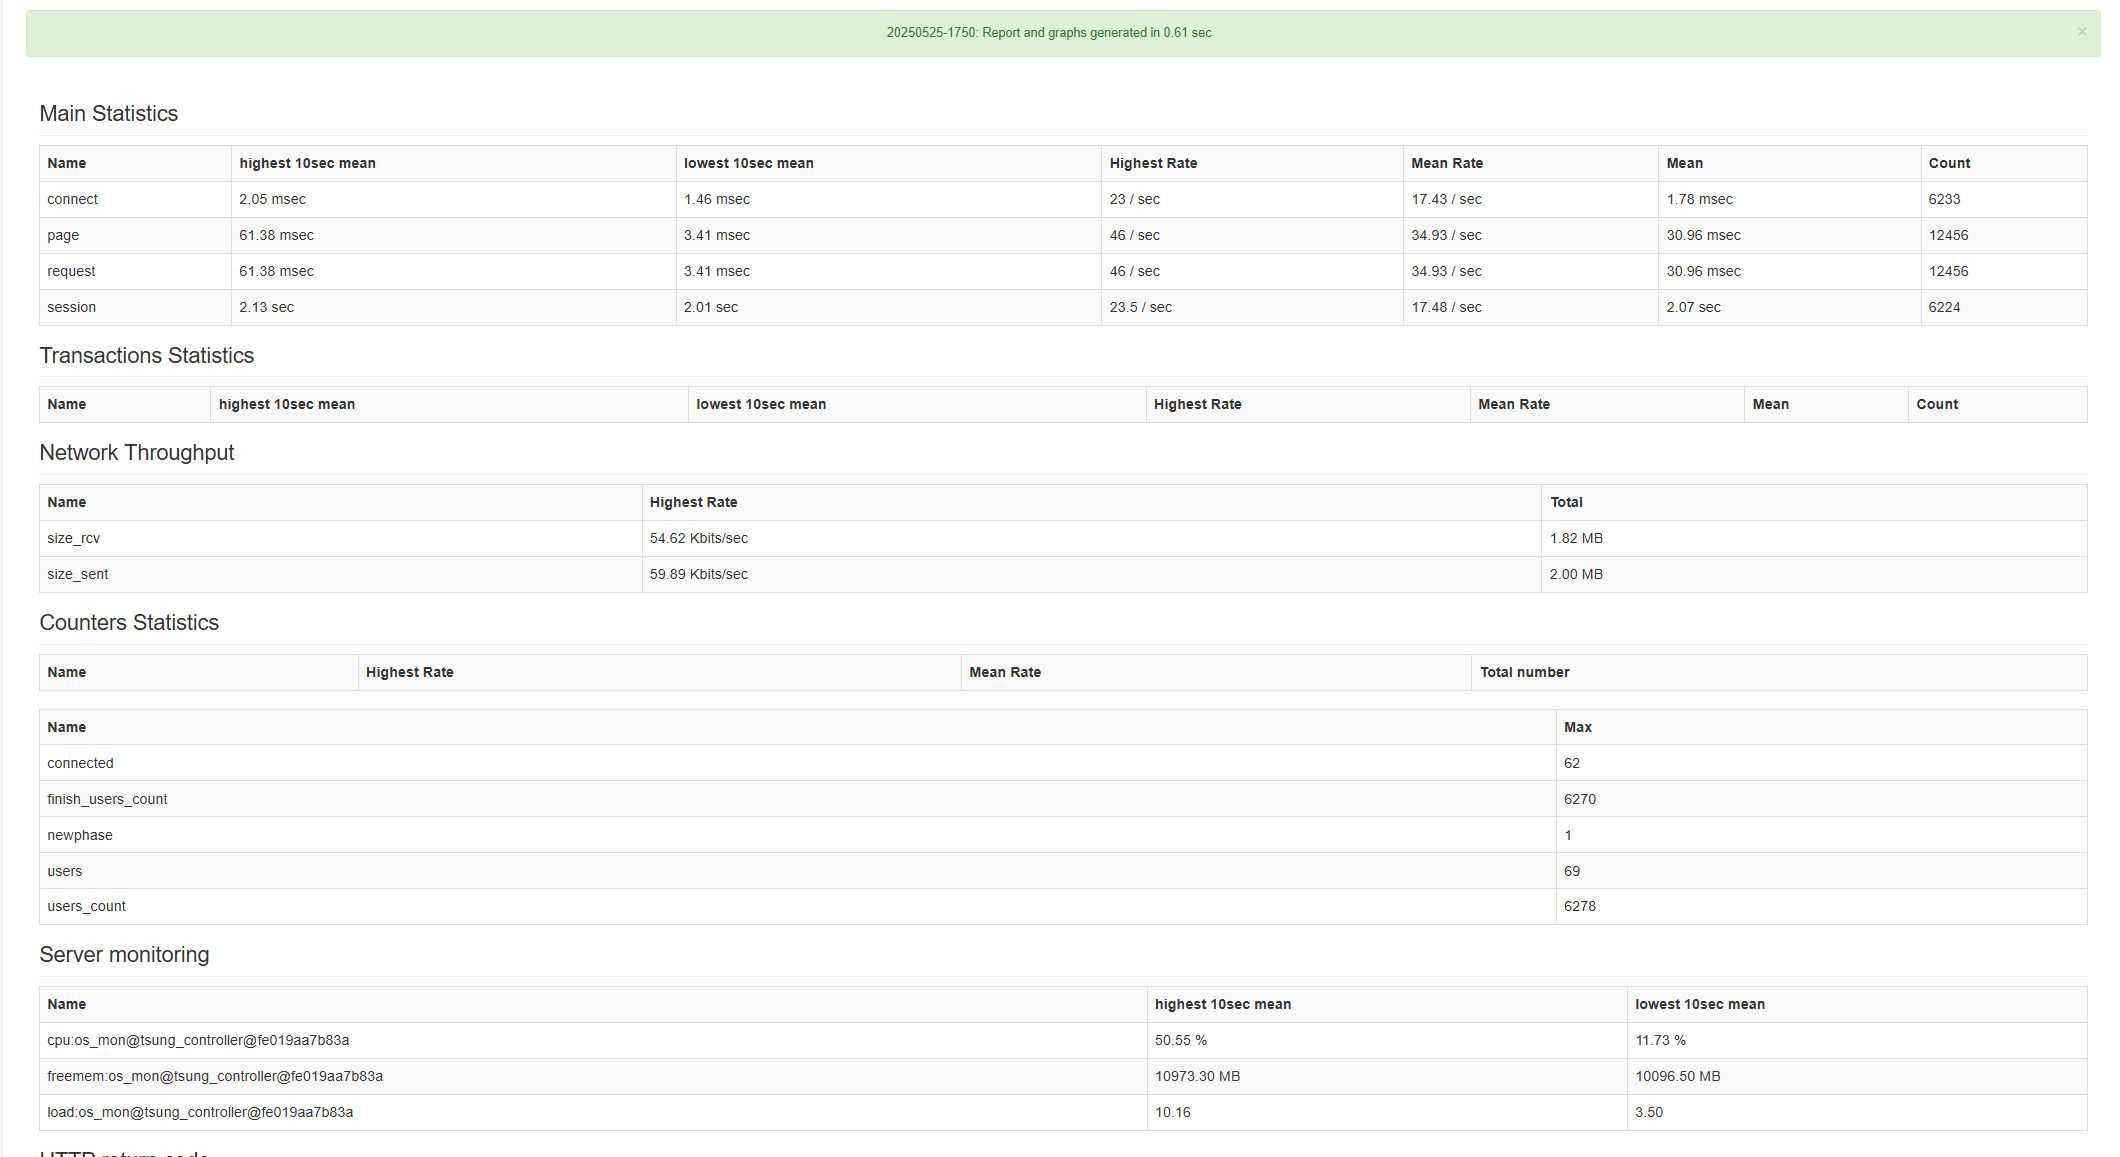 20250525-1750: Report and graphs generated in 0.61 sec ×
Main Statistics
Name highest 10sec mean lowest 10sec mean Highest Rate Mean Rate Mean Count
connect 2.05 msec 1.46 msec 23 / sec 17.43 / sec 1.78 msec 6233
page 61.38 msec 3.41 msec 46 / sec 34.93 / sec 30.96 msec 12456
request 61.38 msec 3.41 msec 46 / sec 34.93 / sec 30.96 msec 12456
session 2.13 sec 2.01 sec 23.5 / sec 17.48 / sec 2.07 sec 6224
Transactions Statistics
Name highest 10sec mean lowest 10sec mean Highest Rate Mean Rate Mean Count
Network Throughput
Name Highest Rate Total
size_rcv 54.62 Kbits/sec 1.82 MB
size_sent 59.89 Kbits/sec 2.00 MB
Counters Statistics
Name Highest Rate Mean Rate Total number
Name Max
connected 62
finish_users_count 6270
newphase 1
users 69
users_count 6278
Server monitoring
Name highest 10sec mean lowest 10sec mean
cpu:os_mon@tsung_controller@fe019aa7b83a 50.55 % 11.73 %
freemem:os_mon@tsung_controller@fe019aa7b83a 10973.30 MB 10096.50 MB
load:os_mon@tsung_controller@fe019aa7b83a 10.16 3.50
HTTP return code